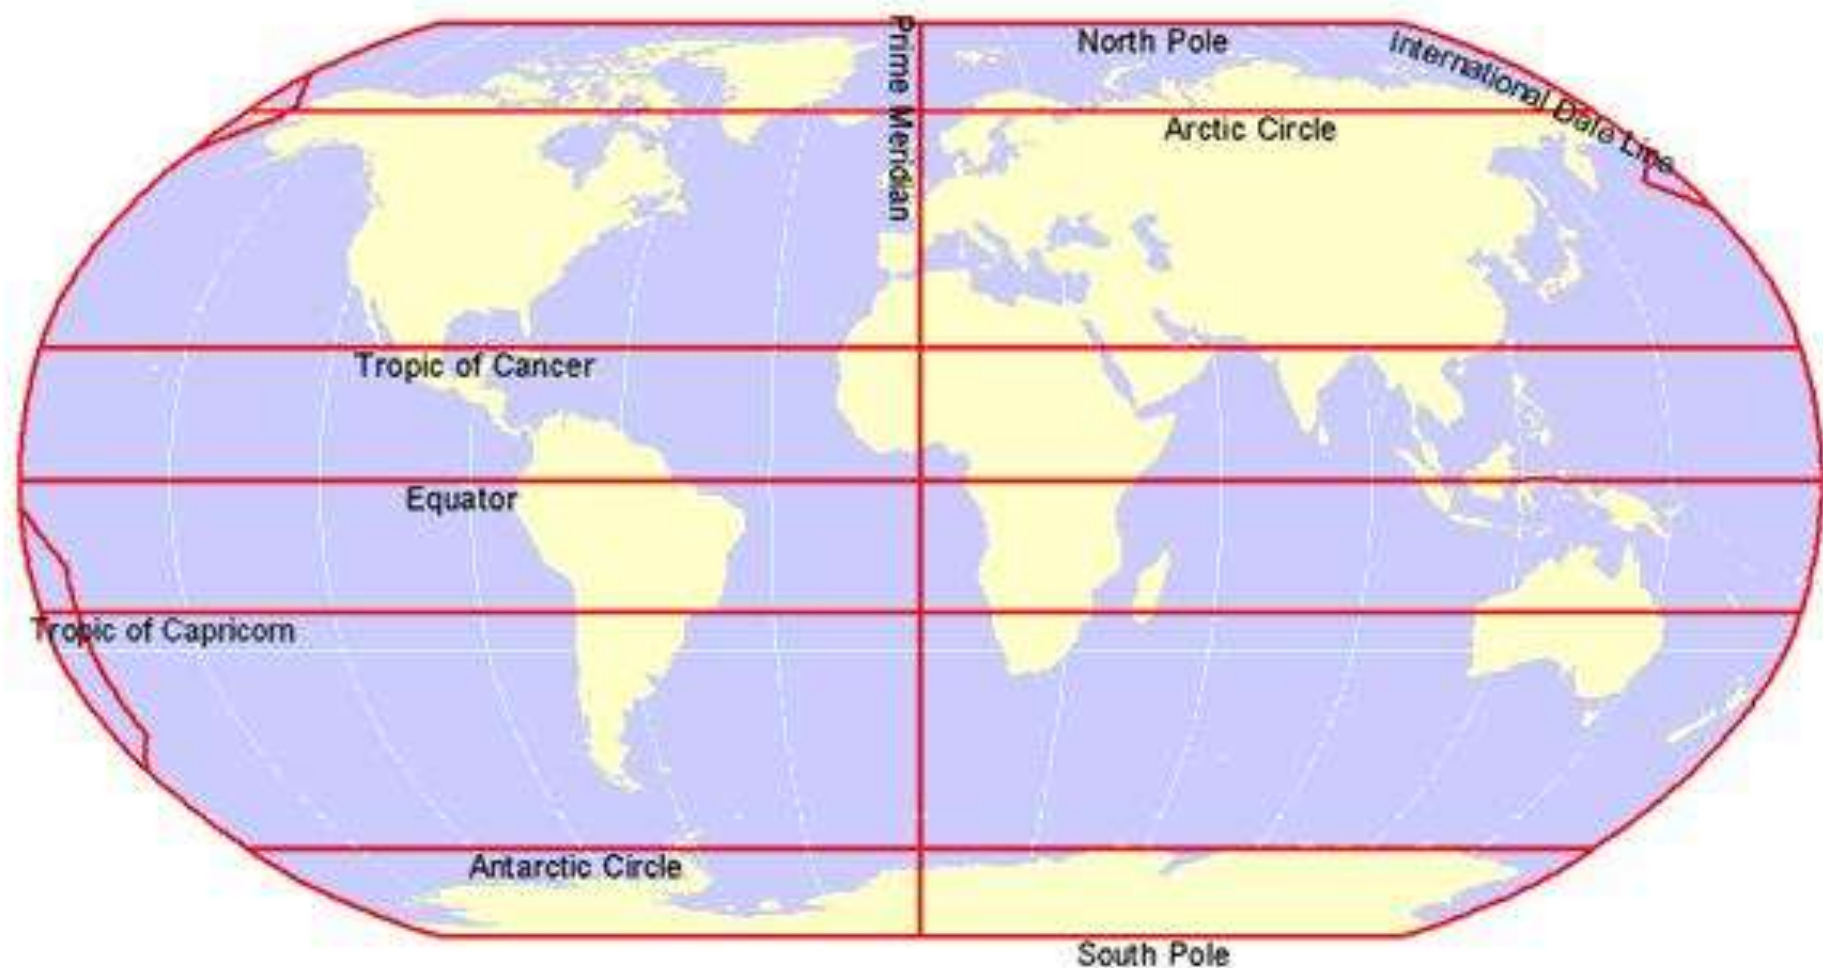 Prime Meridian
North Pole
International Date Line
Arctic Circle
Tropic of Cancer
Equator
Tropic of Capricorn
Antarctic Circle
South Pole